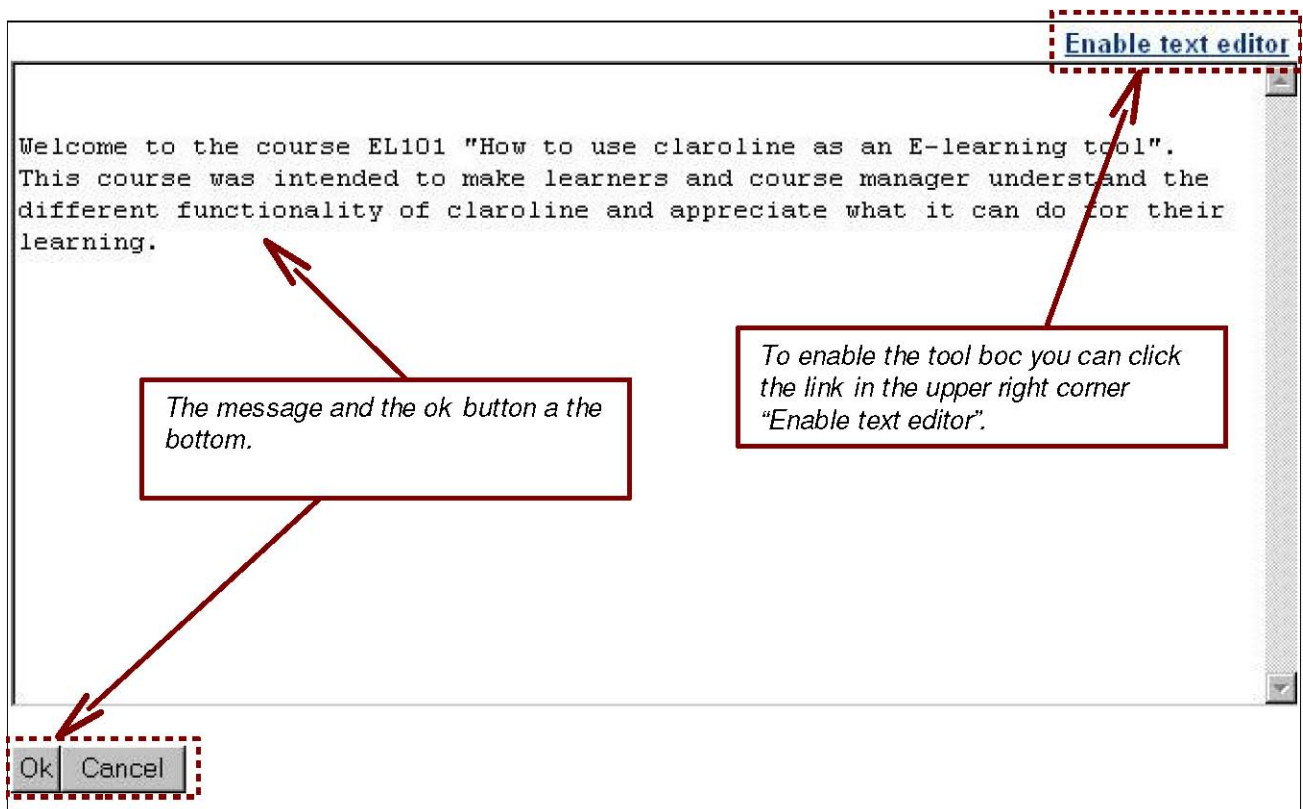 Enable text editor
Welcome to the course EL101 "How to use claroline as an E-learning tool".
This course was intended to make learners and course manager understand the
different functionality of claroline and appreciate what it can do for their
learning.
To enable the tool boc you can click
the link in the upper right corner
“Enable text editor”.
The message and the ok button a the
bottom.
Ok Cancel